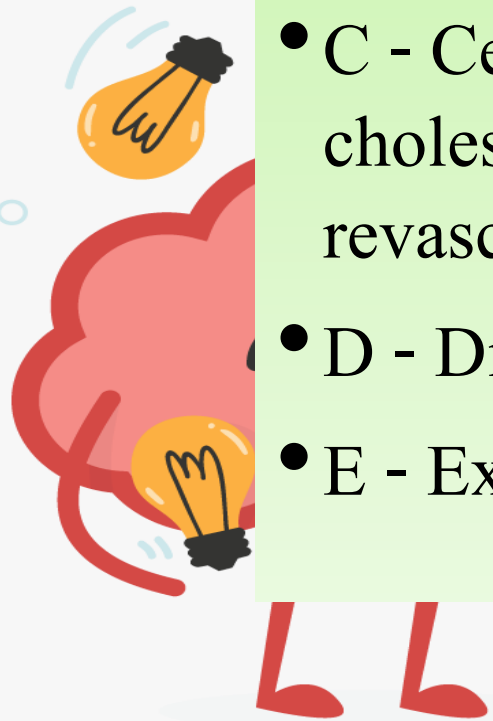 • C - Ce
choles
revasc
• D - Di
• E - Ex